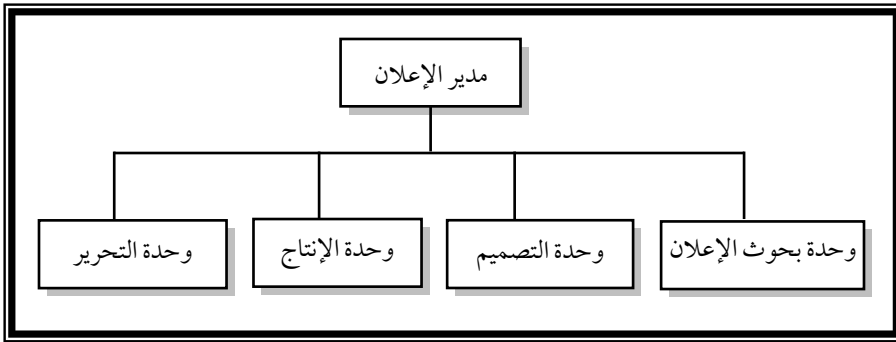 مدير الإعلان
وحدة بحوث الإعلان
وحدة التصميم
وحدة الإنتاج
وحدة التحرير